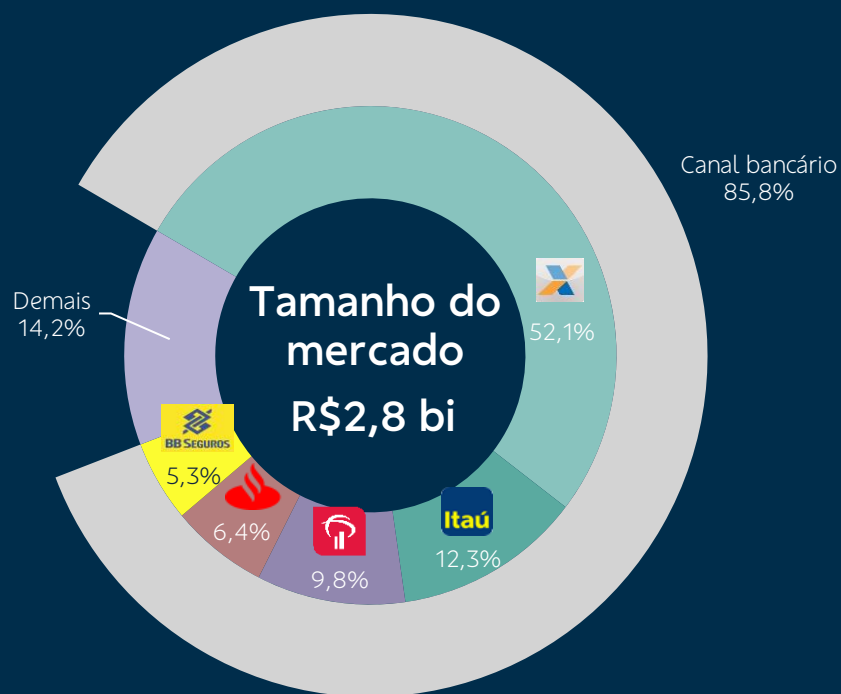 Canal bancário
85,8%
52,1%
Demais
14,2%
Tamanho do
mercado
R$2,8 bi
BB SEGUROS
5,3%
6,4%
9,8%
Itaú
12,3%